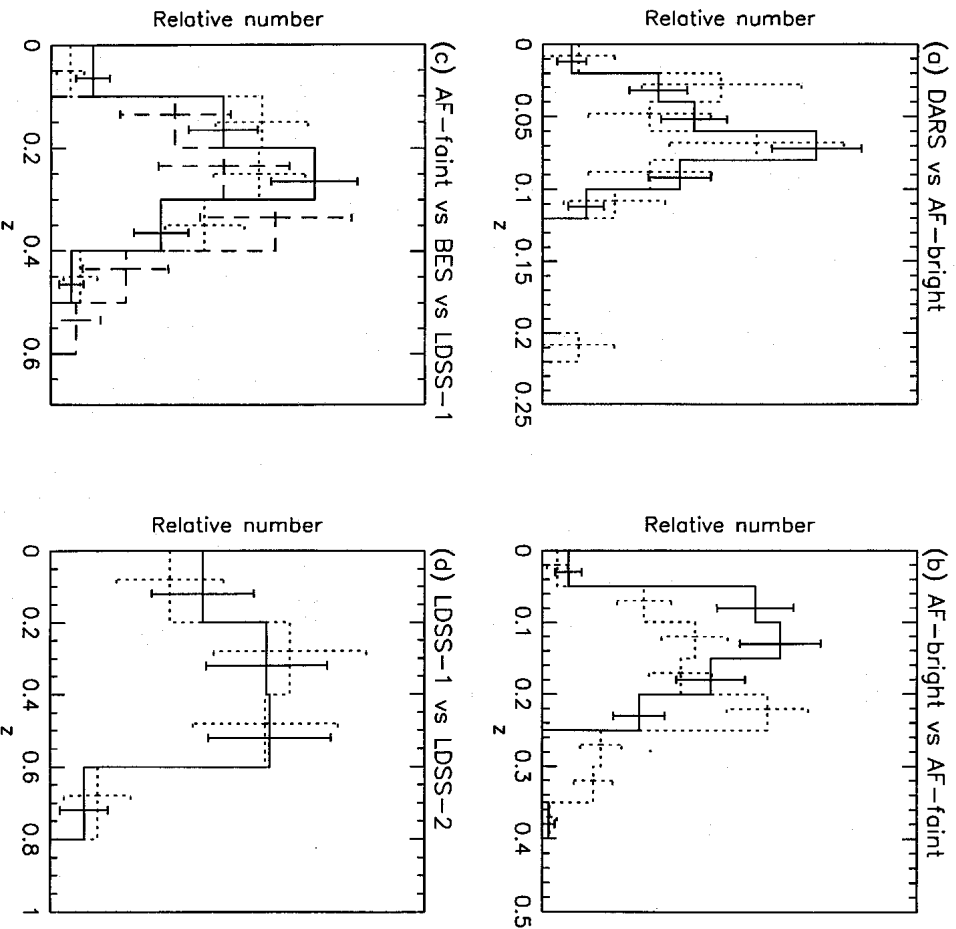 (a) DARS vs AF-bright
Relative number
0 0.05 0.1 0.15 0.2 0.25
(b) AF-bright vs AF-faint
Relative number
0 0.1 0.2 0.3 0.4 0.5
(c) AF-faint vs BES vs LDSS-1
Relative number
0 0.2 0.4 0.6
z
(d) LDSS-1 vs LDSS-2
Relative number
0 0.2 0.4 0.6 0.8 1
z